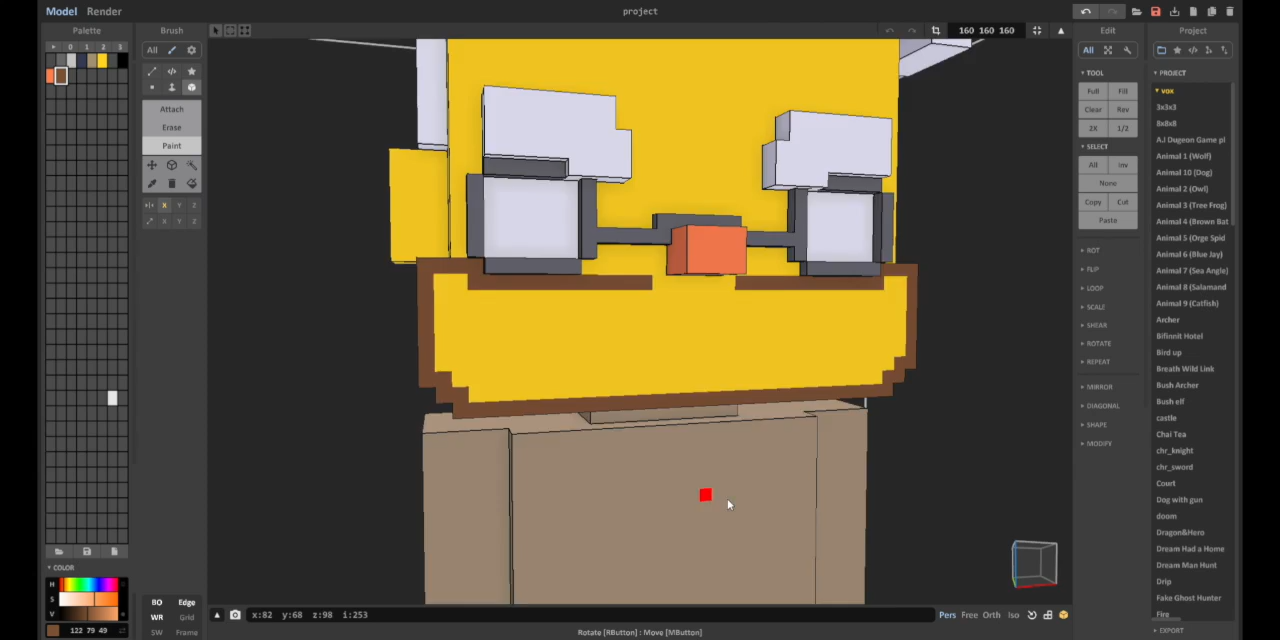 Model Render
project
Palette
Brush
Edit
Project
0 1 2 3
All
160 160 160
All
Attach
Erase
Paint
X Y Z
X Y Z
TOOL
Full Fill
Clear Rev
2X 1/2
SELECT
All Inv
None
Copy Cut
Paste
ROT
FLIP
LOOP
SCALE
SHEAR
ROTATE
REPEAT
MIRROR
DIAGONAL
SHAPE
MODIFY
PROJECT
vox
3x3x3
8x8x8
A.I Dugeon Game pl
Animal 1 (Wolf)
Animal 10 (Dog)
Animal 2 (Owl)
Animal 3 (Tree Frog)
Animal 4 (Brown Bat
Animal 5 (Orge Spid
Animal 6 (Blue Jay)
Animal 7 (Sea Angle)
Animal 8 (Salamand
Animal 9 (Catfish)
Archer
Bifinnit Hotel
Bird up
Breath Wild Link
Bush Archer
Bush elf
castle
Chai Tea
chr_knight
chr_sword
Court
Dog with gun
doom
Dragon&Hero
Dream Had a Home
Dream Man Hunt
Drip
Fake Ghost Hunter
Fire
EXPORT
COLOR
H
S
V
122 79 49
BO Edge
WR Grid
SW Frame
x:82 y:68 z:98 i:253
Pers Free Orth Iso
Rotate [RButton] : Move [MButton]